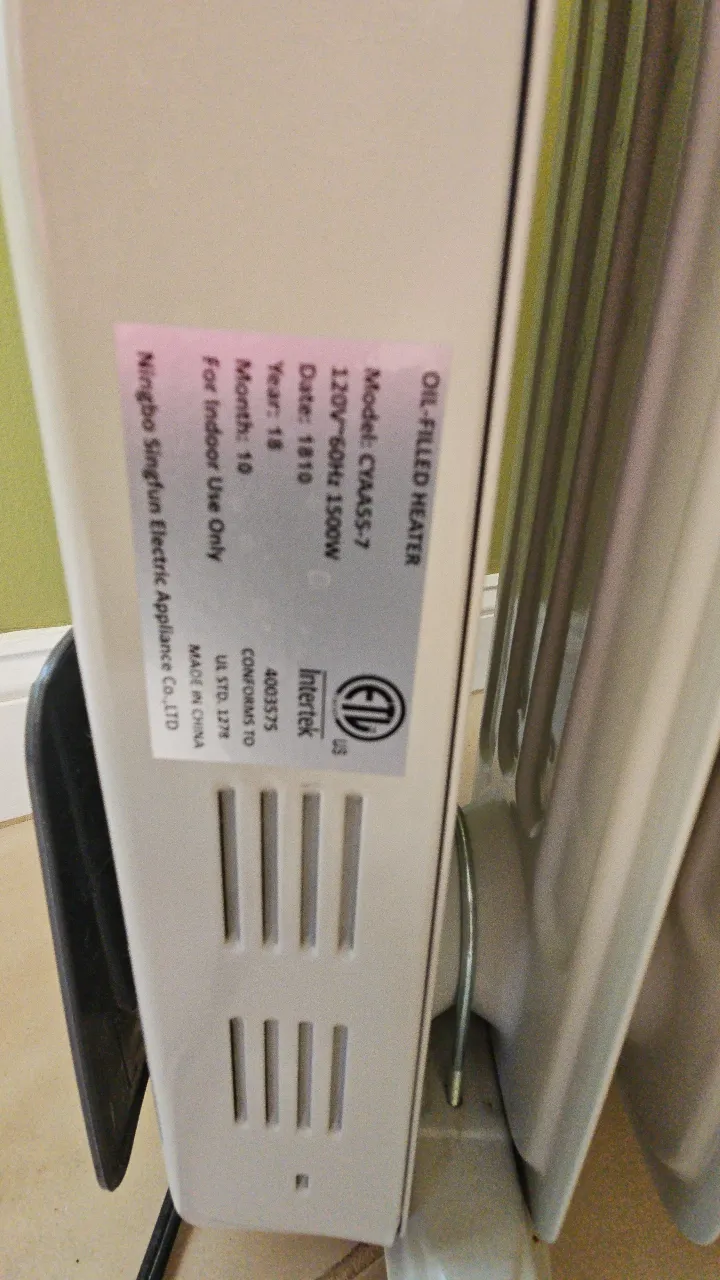 OIL-FILLED HEATER
Model: CYAA55-7
120V~60Hz 1500W
Date: 1810
Year: 18
Month: 10
For Indoor Use Only
Ningbo Singfun Electric Appliance Co.,LTD
ETL
US
Intertek
4003575
CONFORMS TO
UL STD. 1278
MADE IN CHINA